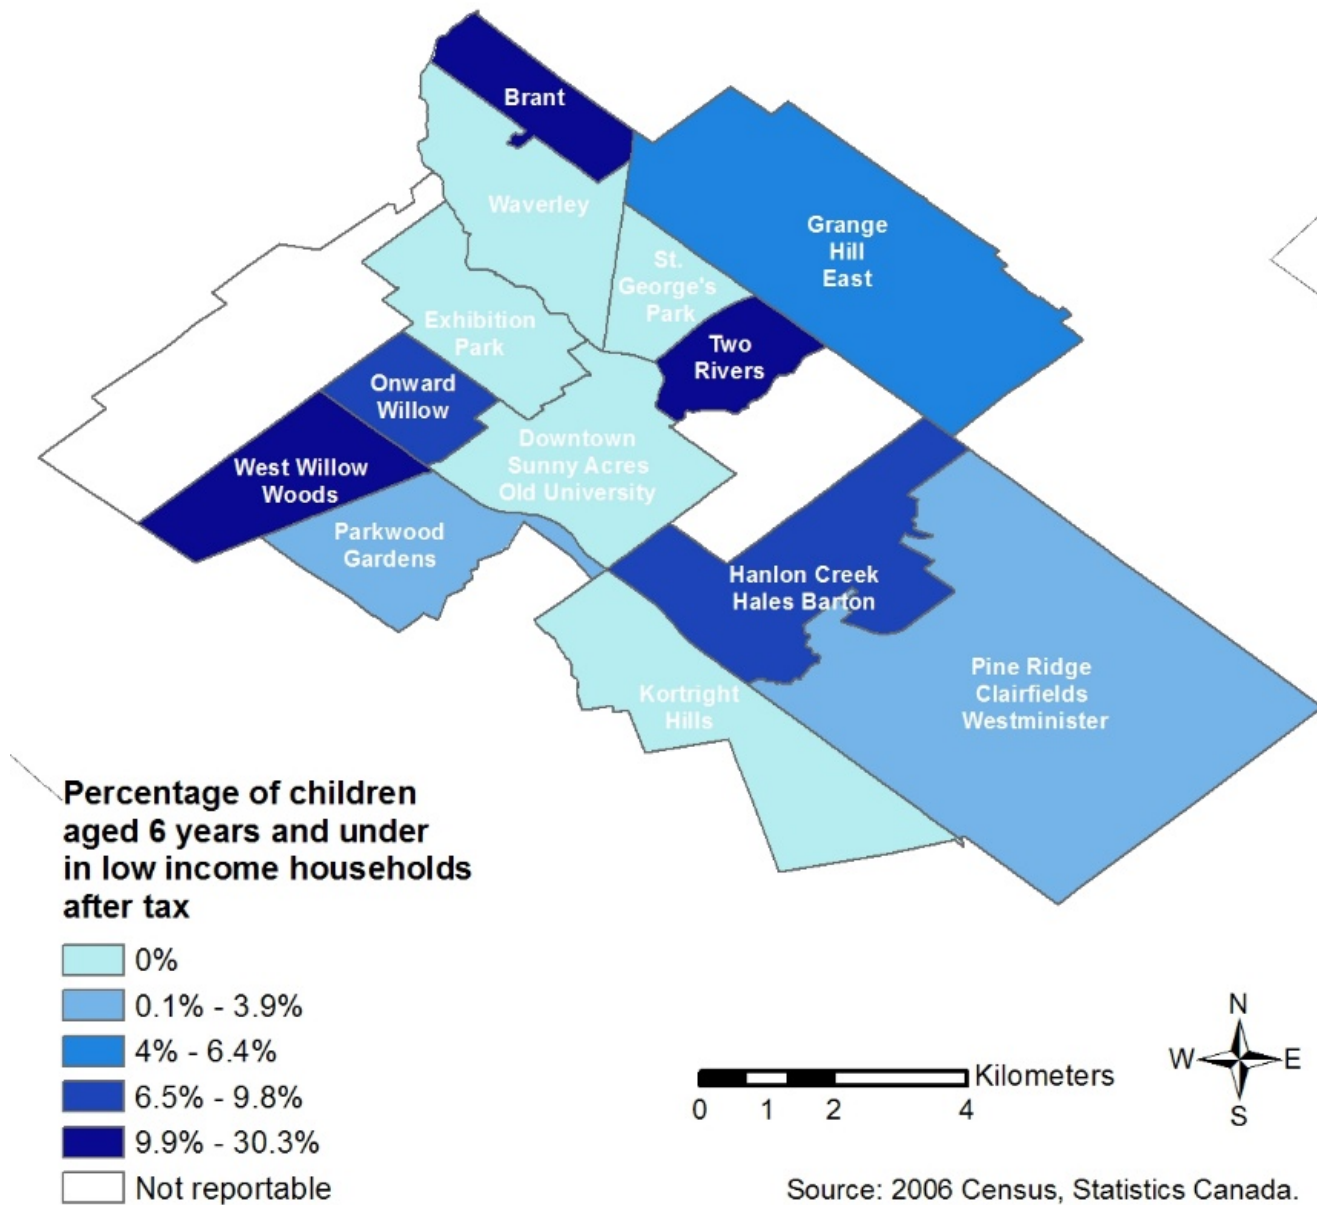 Brant
Waverley
Grange
Hill
East
St.
George's
Park
Exhibition
Park
Two
Rivers
Onward
Willow
Downtown
Sunny Acres
Old University
West Willow
Woods
Parkwood
Gardens
Hanlon Creek
Hales Barton
Pine Ridge
Clairfields
Westminister
Kortright
Hills
Percentage of children
aged 6 years and under
in low income households
after tax
0%
0.1% - 3.9%
4% - 6.4%
6.5% - 9.8%
9.9% - 30.3%
Not reportable
Kilometers
0 1 2 4
N
W E
S
Source: 2006 Census, Statistics Canada.